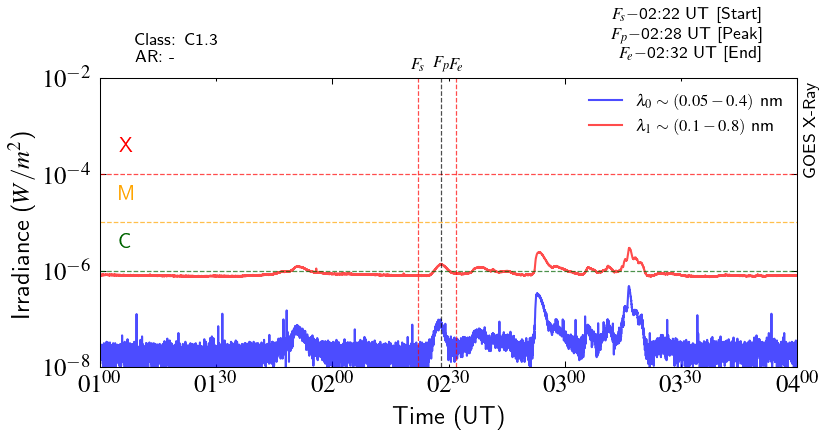 F_s−02:22 UT [Start]
Class: C1.3
F_p−02:28 UT [Peak]
AR: -
F_e−02:32 UT [End]
F_s F_p F_e
10^−2
λ_0 ∼ (0.05 − 0.4) nm
λ_1 ∼ (0.1 − 0.8) nm
GOES X-Ray
X
10^−4
M
C
10^−6
10^−8
Irradiance (W/m^2)
01^00 01^30 02^00 02^30 03^00 03^30 04^00
Time (UT)